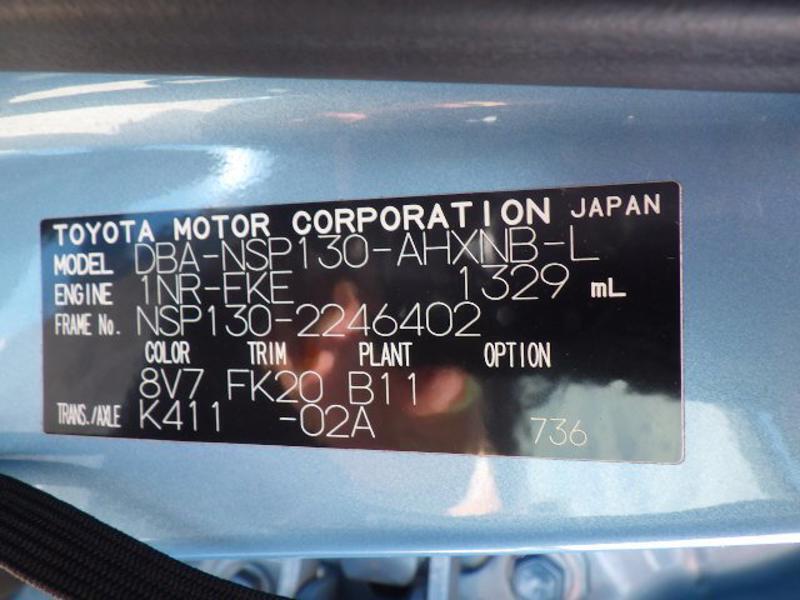 TOYOTA MOTOR CORPORATION JAPAN
MODEL DBA-NSP130-AHXNB-L
ENGINE 1NR-FKE 1329 mL
FRAME No. NSP130-2246402
COLOR TRIM PLANT OPTION
8V7 FK20 B11
TRANS./AXLE K411 -02A 736